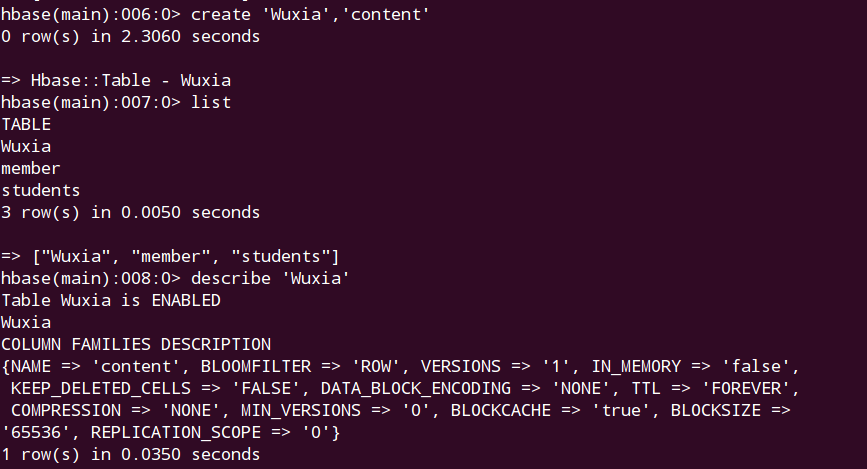 hbase(main):006:0> create 'Wuxia','content'
0 row(s) in 2.3060 seconds

=> Hbase::Table - Wuxia
hbase(main):007:0> list
TABLE
Wuxia
member
students
3 row(s) in 0.0050 seconds

=> ["Wuxia", "member", "students"]
hbase(main):008:0> describe 'Wuxia'
Table Wuxia is ENABLED
Wuxia
COLUMN FAMILIES DESCRIPTION
{NAME => 'content', BLOOMFILTER => 'ROW', VERSIONS => '1', IN_MEMORY => 'false',
 KEEP_DELETED_CELLS => 'FALSE', DATA_BLOCK_ENCODING => 'NONE', TTL => 'FOREVER',
 COMPRESSION => 'NONE', MIN_VERSIONS => '0', BLOCKCACHE => 'true', BLOCKSIZE =>
'65536', REPLICATION_SCOPE => '0'}
1 row(s) in 0.0350 seconds